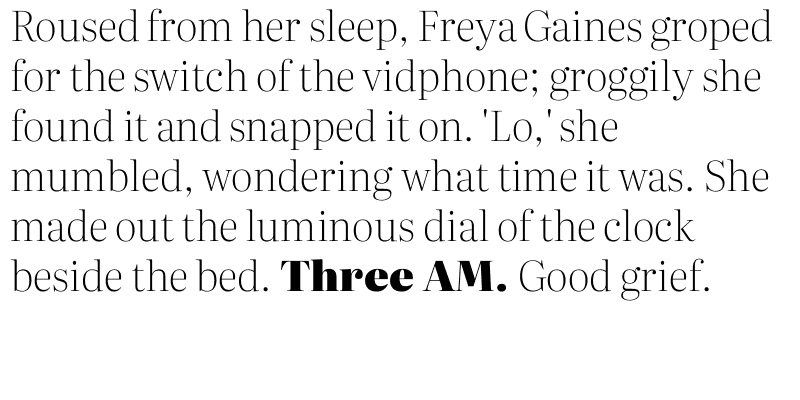 Roused from her sleep, Freya Gaines groped
for the switch of the vidphone; groggily she
found it and snapped it on. 'Lo,' she
mumbled, wondering what time it was. She
made out the luminous dial of the clock
beside the bed. Three AM. Good grief.